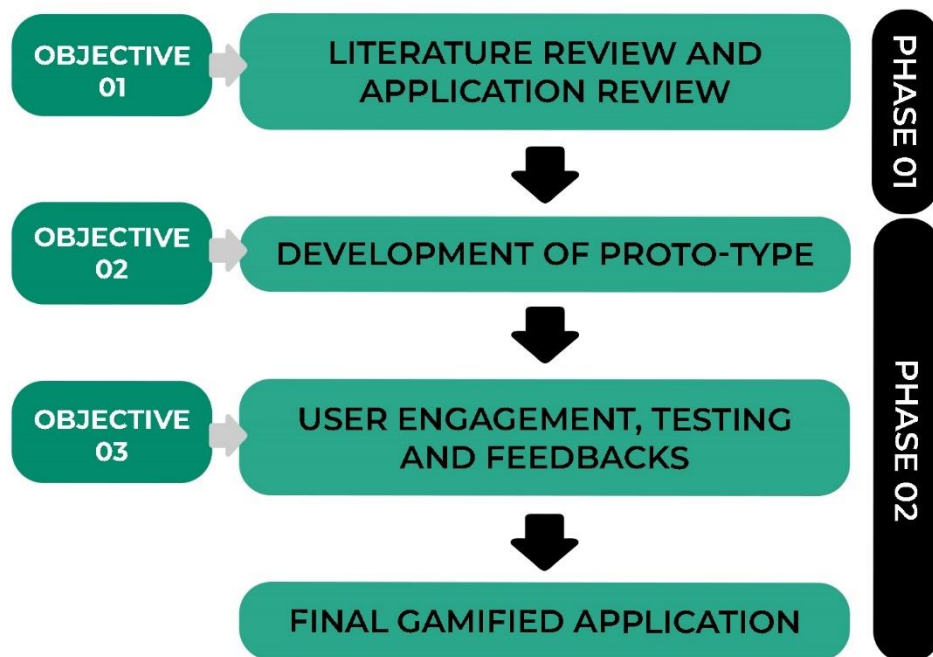 OBJECTIVE
01
LITERATURE REVIEW AND
APPLICATION REVIEW
PHASE 01
OBJECTIVE
02
DEVELOPMENT OF PROTO-TYPE
OBJECTIVE
03
USER ENGAGEMENT, TESTING
AND FEEDBACKS
PHASE 02
FINAL GAMIFIED APPLICATION